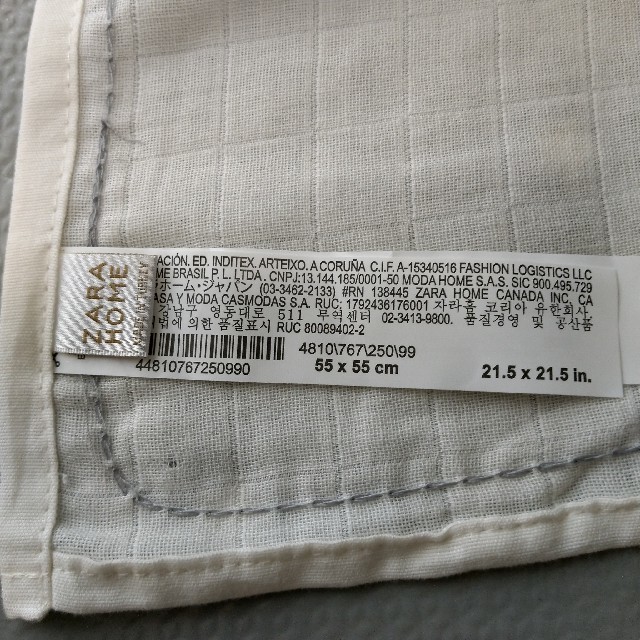 ZARA
HOME
ACIÓN. ED. INDITEX. ARTEIXO. A CORUÑA C.I.F. A-15340516 FASHION LOGISTICS LLC
ME BRASIL P. L. LTDA. CNPJ:13.144.185/0001-50 MODA HOME S.A.S. SIC 900.495.729
ホーム・ジャパン (03-3462-2133) #RN 138445 ZARA HOME CANADA INC, CA
ASA Y MODA CASMODAS S.A. RUC: 1792436176001 자라홈 코리아 유한회사,
강남구 영동대로 511 무역센터 02-3413-9800. 품질경영 및 공산품
법에 의한 품질표시 RUC 80089402-2
4810\767\250\99
44810767250990 55 x 55 cm 21.5 x 21.5 in.